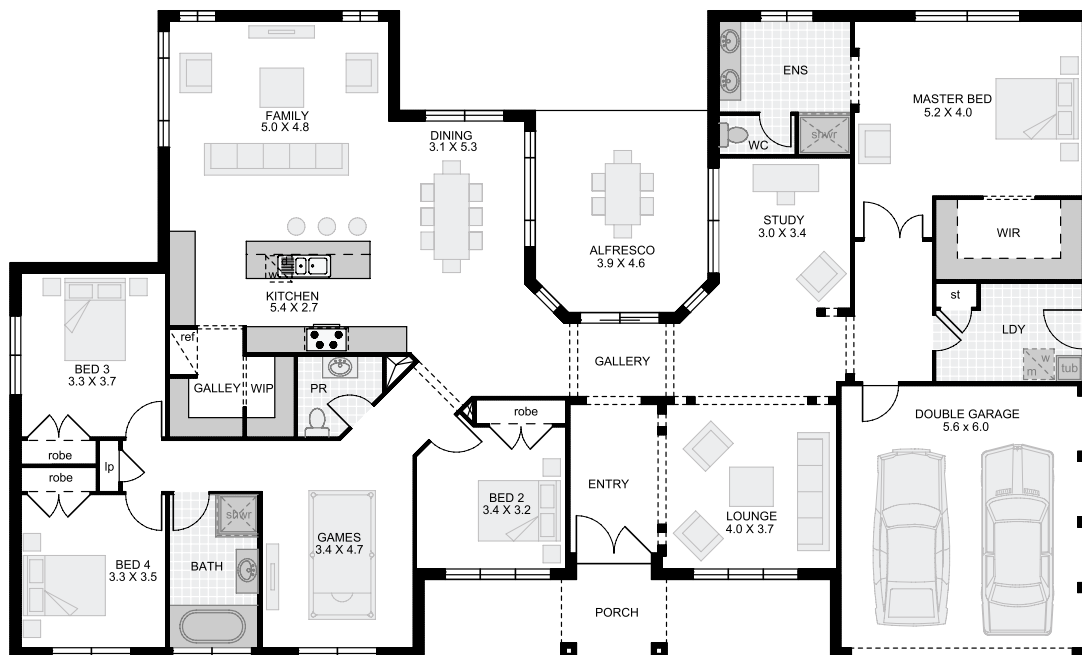 ENS
MASTER BED
5.2 X 4.0
FAMILY
5.0 X 4.8
DINING
3.1 X 5.3
WC
shwr
STUDY
3.0 X 3.4
WIR
ALFRESCO
3.9 X 4.6
w
KITCHEN
5.4 X 2.7
st
LDY
ref
GALLERY
w
m
tub
BED 3
3.3 X 3.7
GALLEY
WIP
PR
robe
DOUBLE GARAGE
5.6 x 6.0
robe
lp
robe
ENTRY
BED 2
3.4 X 3.2
shwr
LOUNGE
4.0 X 3.7
GAMES
3.4 X 4.7
BED 4
3.3 X 3.5
BATH
PORCH